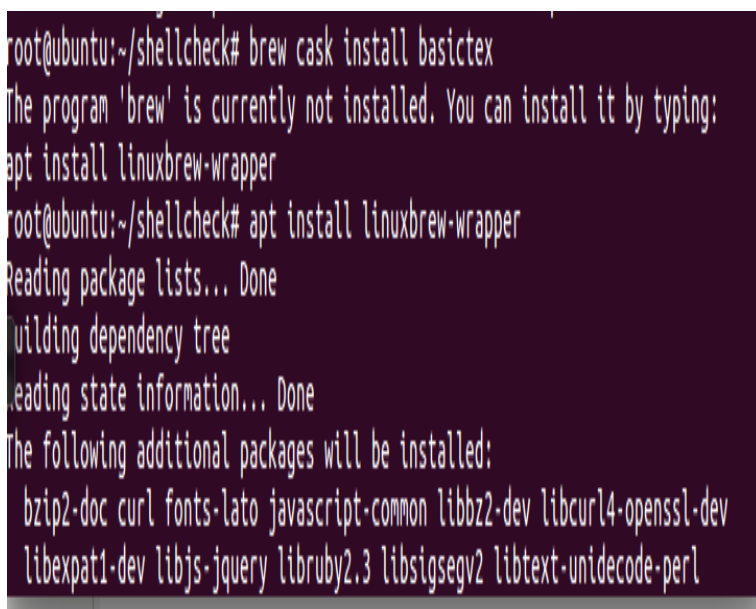 root@ubuntu:~/shellcheck# brew cask install basictex
The program 'brew' is currently not installed. You can install it by typing:
apt install linuxbrew-wrapper
root@ubuntu:~/shellcheck# apt install linuxbrew-wrapper
Reading package lists... Done
Building dependency tree
Reading state information... Done
The following additional packages will be installed:
bzip2-doc curl fonts-lato javascript-common libbz2-dev libcurl4-openssl-dev
libexpat1-dev libjs-jquery libruby2.3 libsigsegv2 libtext-unidecode-perl